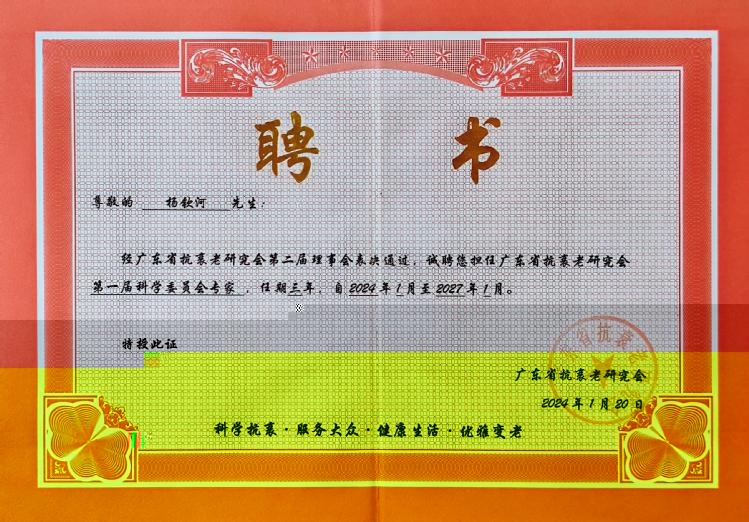 聘 书
尊敬的 杨钦河 先生：
经广东省抗衰老研究会第二届理事会表决通过，诚聘您担任广东省抗衰老研究会
第一届科学委员会专家，任期三年，自2024年1月至2027年1月。
特授此证
广东省抗衰老研究会
2024年1月20日
科学抗衰·服务大众·健康生活·优雅变老